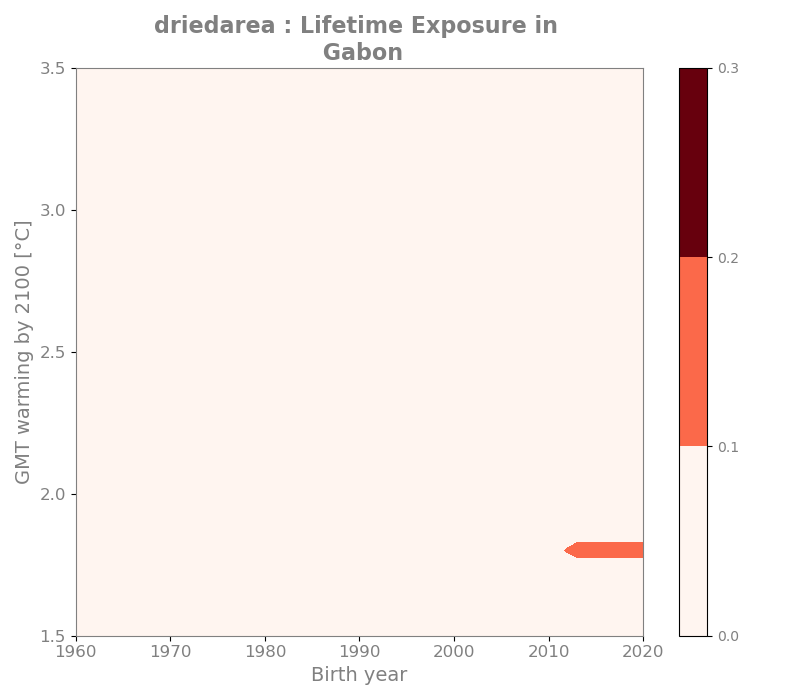 driedarea : Lifetime Exposure in
Gabon
3.5
3.0
2.5
2.0
1.5
GMT warming by 2100 [°C]
1960 1970 1980 1990 2000 2010 2020
Birth year
0.3
0.2
0.1
0.0